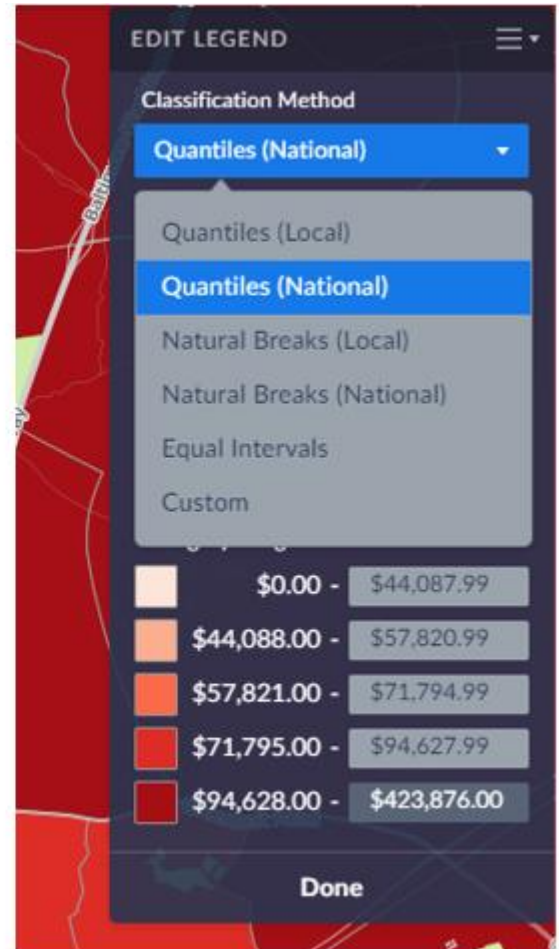 EDIT LEGEND
Classification Method
Quantiles (National)
Quantiles (Local)
Quantiles (National)
Natural Breaks (Local)
Natural Breaks (National)
Equal Intervals
Custom
$0.00 - $44,087.99
$44,088.00 - $57,820.99
$57,821.00 - $71,794.99
$71,795.00 - $94,627.99
$94,628.00 - $423,876.00
Done